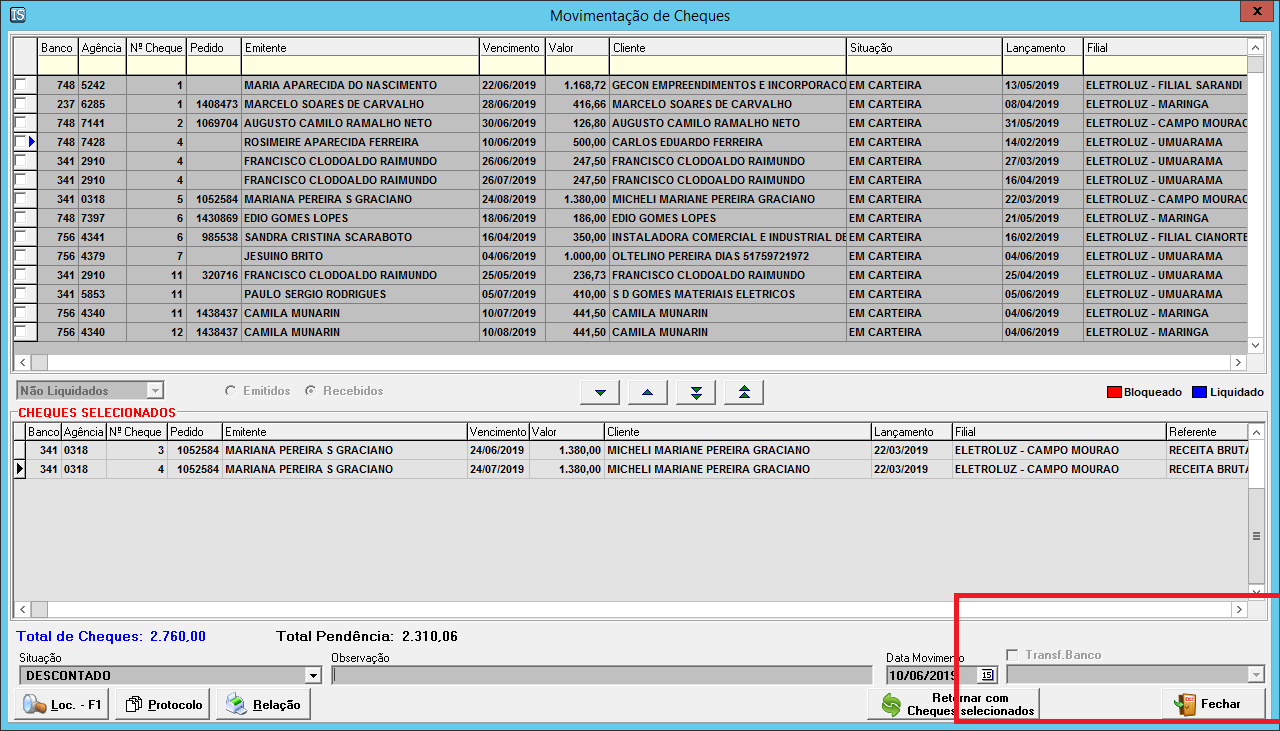 TS
Movimentação de Cheques
Banco Agência Nº Cheque Pedido Emitente Vencimento Valor Cliente Situação Lançamento Filial
748 5242 1 MARIA APARECIDA DO NASCIMENTO 22/06/2019 1.168,72 GECON EMPREENDIMENTOS E INCORPORACO EM CARTEIRA 13/05/2019 ELETROLUZ - FILIAL SARANDI
237 6285 1 1408473 MARCELO SOARES DE CARVALHO 28/06/2019 416,66 MARCELO SOARES DE CARVALHO EM CARTEIRA 08/04/2019 ELETROLUZ - MARINGA
748 7141 2 1069704 AUGUSTO CAMILO RAMALHO NETO 30/06/2019 126,80 AUGUSTO CAMILO RAMALHO NETO EM CARTEIRA 31/05/2019 ELETROLUZ - CAMPO MOURAC
748 7428 4 ROSIMEIRE APARECIDA FERREIRA 10/06/2019 500,00 CARLOS EDUARDO FERREIRA EM CARTEIRA 14/02/2019 ELETROLUZ - UMUARAMA
341 2910 4 FRANCISCO CLODOALDO RAIMUNDO 26/06/2019 247,50 FRANCISCO CLODOALDO RAIMUNDO EM CARTEIRA 27/03/2019 ELETROLUZ - UMUARAMA
341 2910 4 FRANCISCO CLODOALDO RAIMUNDO 26/07/2019 247,50 FRANCISCO CLODOALDO RAIMUNDO EM CARTEIRA 16/04/2019 ELETROLUZ - UMUARAMA
341 0318 5 1052584 MARIANA PEREIRA S GRACIANO 24/08/2019 1.380,00 MICHELI MARIANE PEREIRA GRACIANO EM CARTEIRA 22/03/2019 ELETROLUZ - CAMPO MOURAC
748 7397 6 1430869 EDIO GOMES LOPES 18/06/2019 186,00 EDIO GOMES LOPES EM CARTEIRA 21/05/2019 ELETROLUZ - MARINGA
756 4341 6 985538 SANDRA CRISTINA SCARABOTO 16/04/2019 350,00 INSTALADORA COMERCIAL E INDUSTRIAL DE EM CARTEIRA 16/02/2019 ELETROLUZ - FILIAL CIANORTE
756 4379 7 JESUINO BRITO 04/06/2019 1.000,00 OLTELINO PEREIRA DIAS 51759721972 EM CARTEIRA 04/06/2019 ELETROLUZ - UMUARAMA
341 2910 11 320716 FRANCISCO CLODOALDO RAIMUNDO 25/05/2019 236,73 FRANCISCO CLODOALDO RAIMUNDO EM CARTEIRA 25/04/2019 ELETROLUZ - UMUARAMA
341 5853 11 PAULO SERGIO RODRIGUES 05/07/2019 410,00 S D GOMES MATERIAIS ELETRICOS EM CARTEIRA 05/06/2019 ELETROLUZ - UMUARAMA
756 4340 11 1438437 CAMILA MUNARIN 10/07/2019 441,50 CAMILA MUNARIN EM CARTEIRA 04/06/2019 ELETROLUZ - MARINGA
756 4340 12 1438437 CAMILA MUNARIN 10/08/2019 441,50 CAMILA MUNARIN EM CARTEIRA 04/06/2019 ELETROLUZ - MARINGA
Não Liquidados Emitidos Recebidos Bloqueado Liquidado
CHEQUES SELECIONADOS
Banco Agência Nº Cheque Pedido Emitente Vencimento Valor Cliente Lançamento Filial Referente
341 0318 3 1052584 MARIANA PEREIRA S GRACIANO 24/06/2019 1.380,00 MICHELI MARIANE PEREIRA GRACIANO 22/03/2019 ELETROLUZ - CAMPO MOURAO RECEITA BRUTA
341 0318 4 1052584 MARIANA PEREIRA S GRACIANO 24/07/2019 1.380,00 MICHELI MARIANE PEREIRA GRACIANO 22/03/2019 ELETROLUZ - CAMPO MOURAO RECEITA BRUTA
Total de Cheques: 2.760,00 Total Pendência: 2.310,06
Situação Observação Data Movimento Transf.Banco
DESCONTADO 10/06/2019 15
Loc. - F1 Protocolo Relação Retornar com Fechar
Cheques selecionados